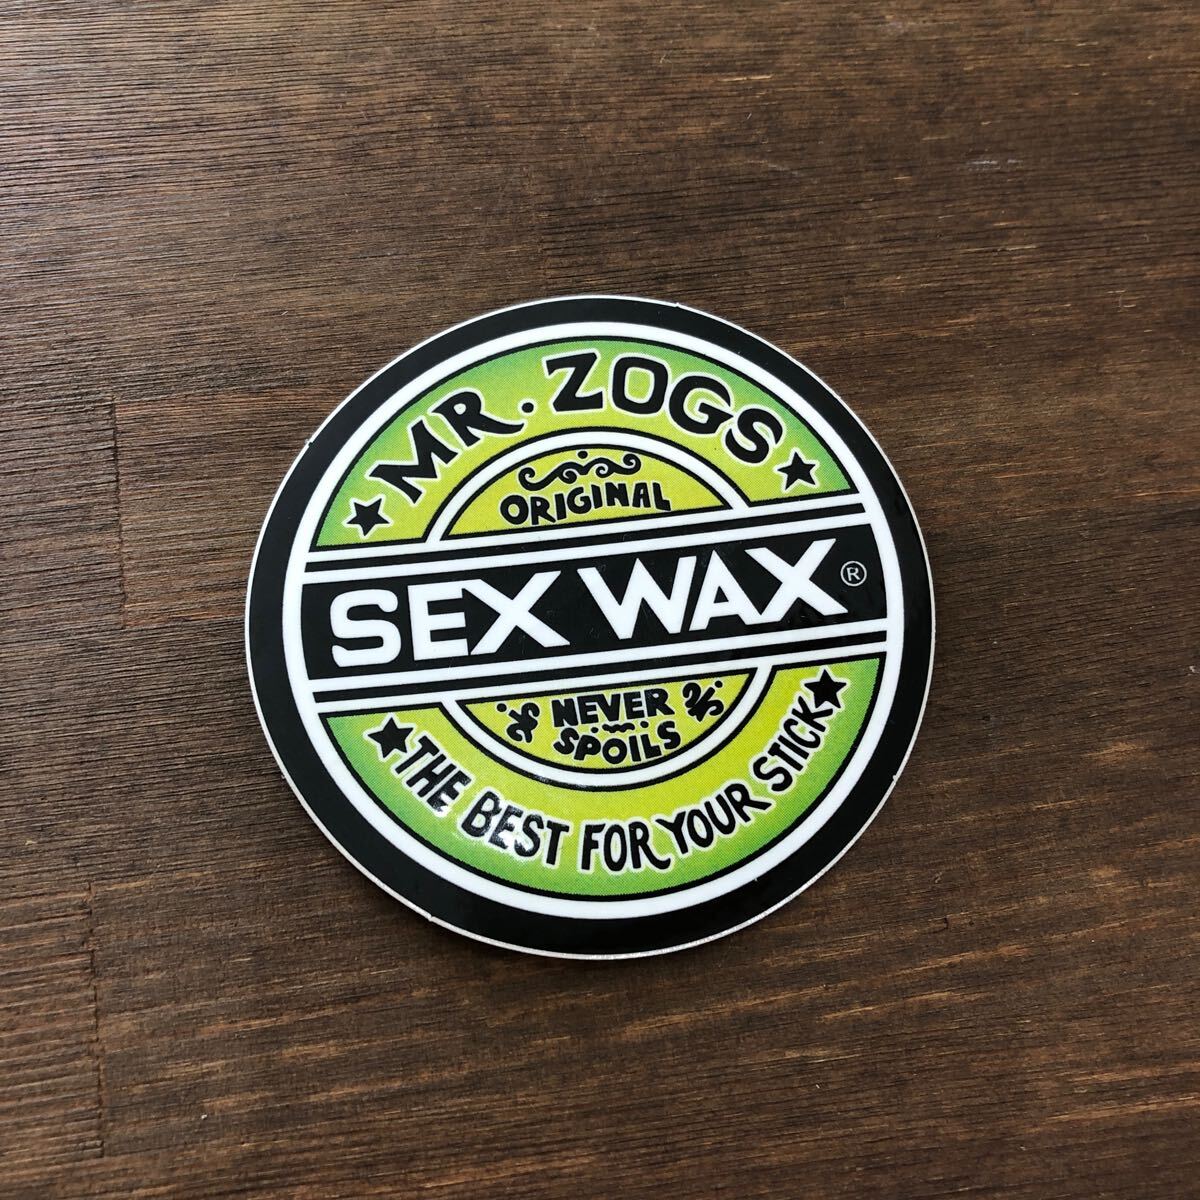 MR. ZOGS
ORIGINAL
SEX WAX ®
NEVER
SPOILS
THE BEST FOR YOUR STICK